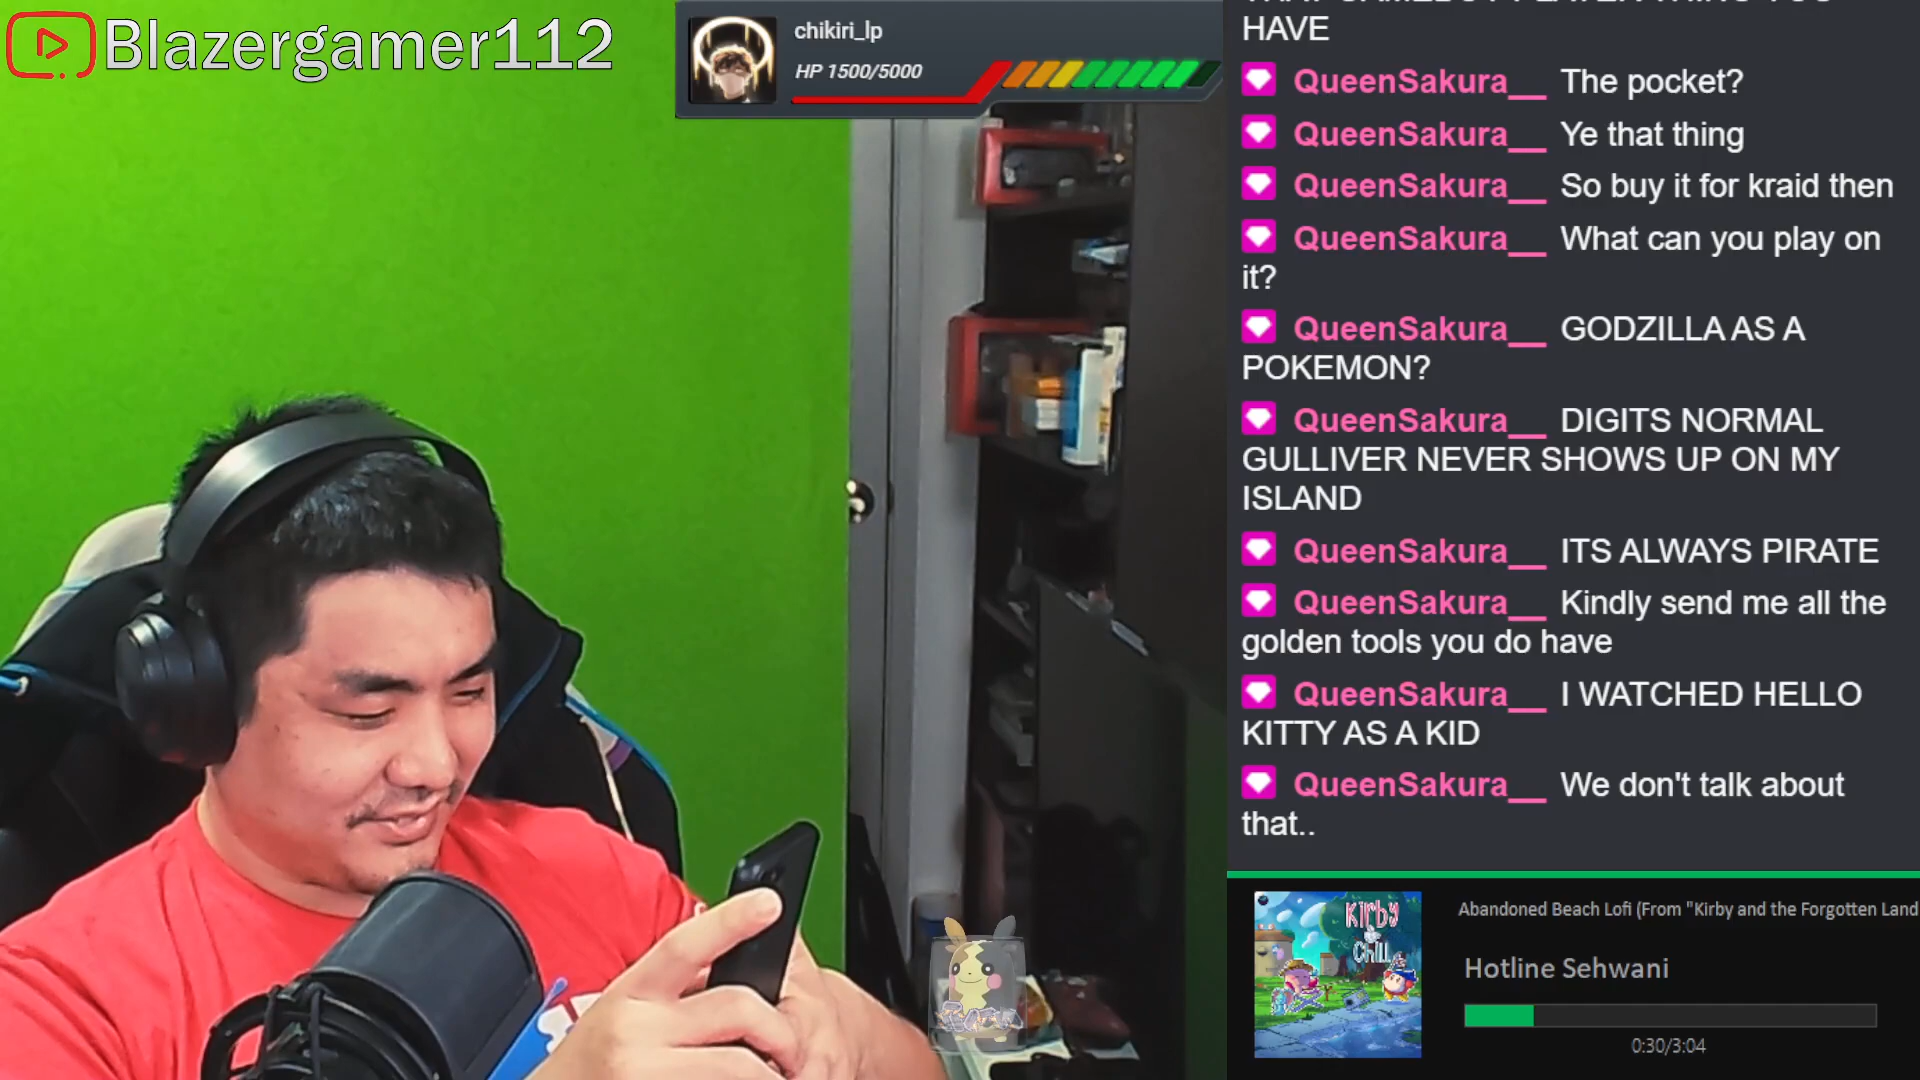 Blazergamer112
chikiri_lp
HP 1500/5000
HAVE
QueenSakura__ The pocket?
QueenSakura__ Ye that thing
QueenSakura__ So buy it for kraid then
QueenSakura__ What can you play on
it?
QueenSakura__ GODZILLA AS A
POKEMON?
QueenSakura__ DIGITS NORMAL
GULLIVER NEVER SHOWS UP ON MY
ISLAND
QueenSakura__ ITS ALWAYS PIRATE
QueenSakura__ Kindly send me all the
golden tools you do have
QueenSakura__ I WATCHED HELLO
KITTY AS A KID
QueenSakura__ We don't talk about
that..
Kirby
Chill
Abandoned Beach Lofi (From "Kirby and the Forgotten Land
Hotline Sehwani
0:30/3:04